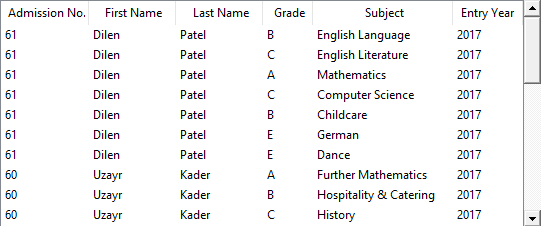 Admission No. First Name Last Name Grade Subject Entry Year
61 Dilen Patel B English Language 2017
61 Dilen Patel C English Literature 2017
61 Dilen Patel A Mathematics 2017
61 Dilen Patel C Computer Science 2017
61 Dilen Patel B Childcare 2017
61 Dilen Patel E German 2017
61 Dilen Patel E Dance 2017
60 Uzayr Kader A Further Mathematics 2017
60 Uzayr Kader B Hospitality & Catering 2017
60 Uzayr Kader C History 2017